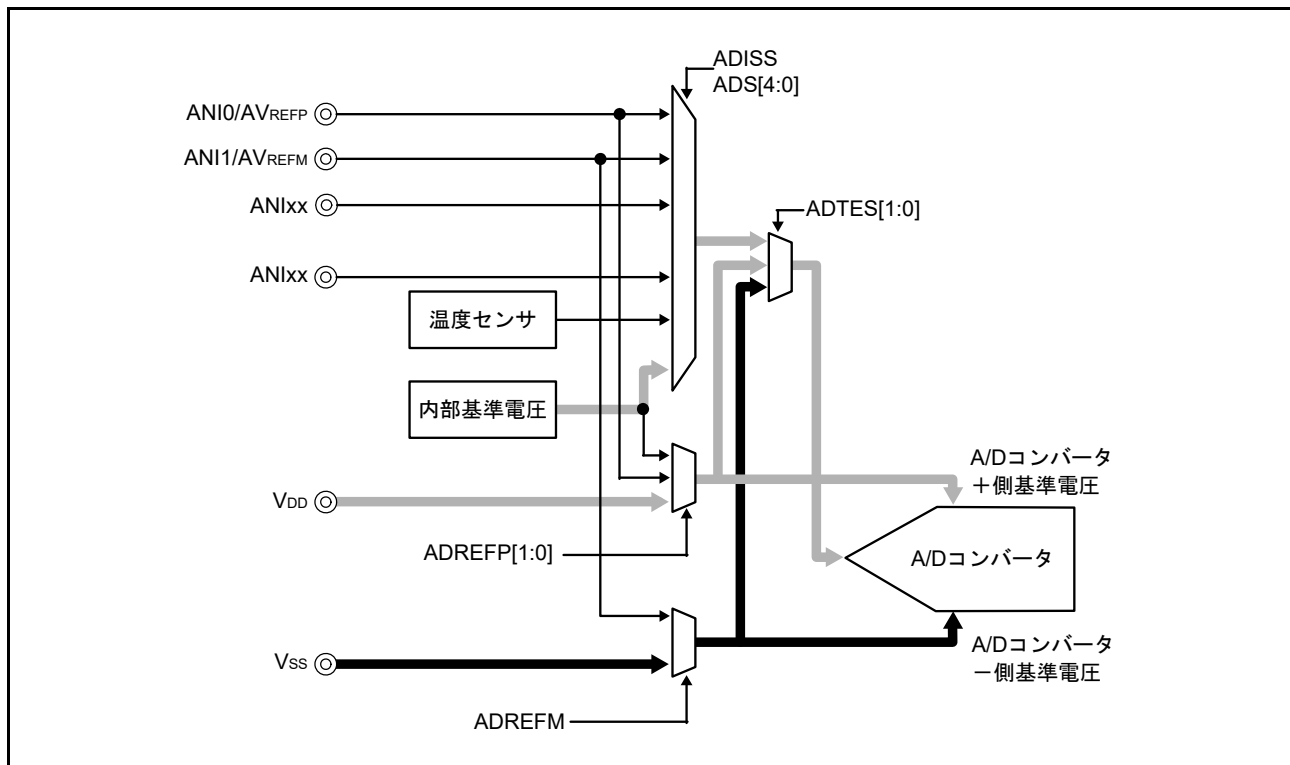 ADISS
ADS[4:0]
ANI0/AVREFP
ANI1/AVREFM
ANIxx
ADTES[1:0]
ANIxx
温度センサ
内部基準電圧
A/Dコンバータ
+側基準電圧
VDD
ADREFP[1:0]
A/Dコンバータ
A/Dコンバータ
−側基準電圧
VSS
ADREFM